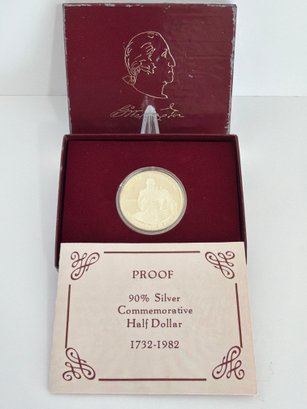 PROOF
90% Silver
Commemorative
Half Dollar
1732-1982